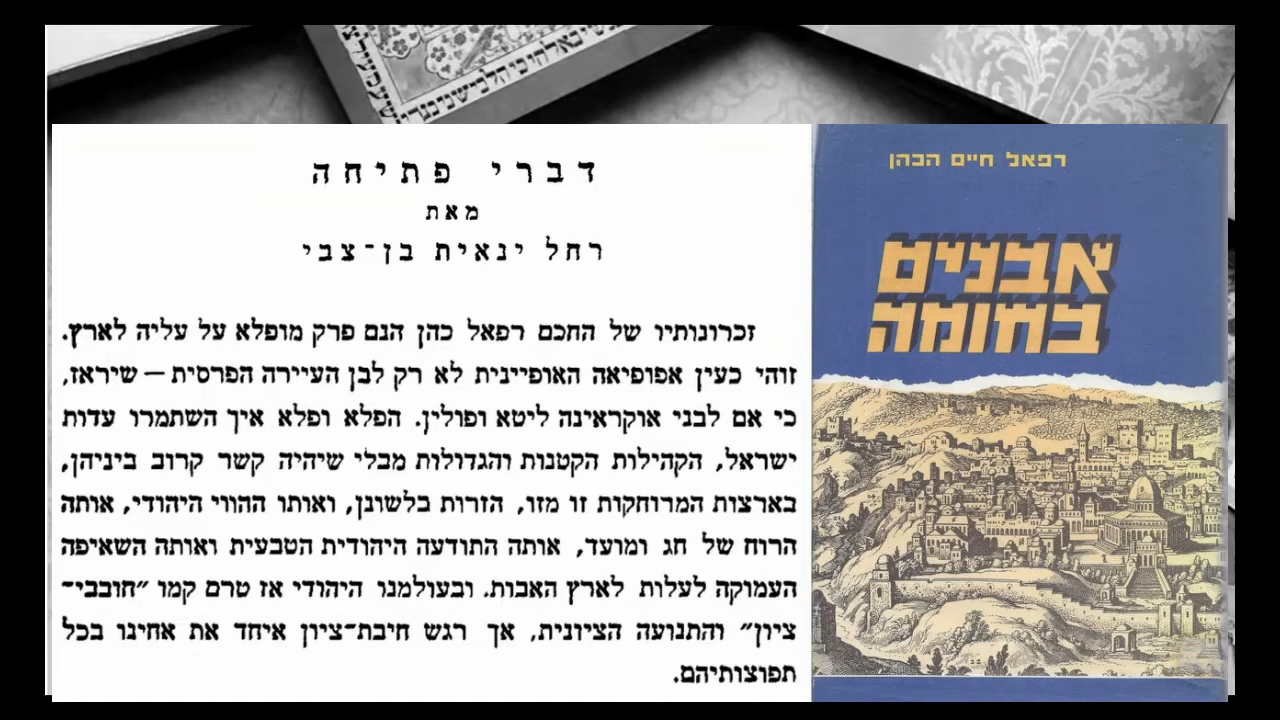 דברי פתיחה
מאת
רחל ינאית בן־צבי
זכרונותיו של החכם רפאל כהן הנם פרק מופלא על עליה לארץ.
זוהי כעין אפופיאה האופיינית לא רק לבן העיירה הפרסית – שיראז,
כי אם לבני אוקראינה ליטא ופולין. הפלא ופלא איך השתמרו עדות
ישראל, הקהילות הקטנות והגדולות מבלי שיהיה קשר קרוב ביניהן,
בארצות המרוחקות זו מזו, הזרות בלשונן, ואותו ההווי היהודי, אותה
הרוח של חג ומועד, אותה התודעה היהודית הטבעית ואותה השאיפה
העמוקה לעלות לארץ האבות. ובעולמנו היהודי אז טרם קמו "חובבי־
ציון" והתנועה הציונית, אך רגש חיבת־ציון איחד את אחינו בכל
תפוצותיהם.
רפאל חיים הכהן
אבנים
בחומה